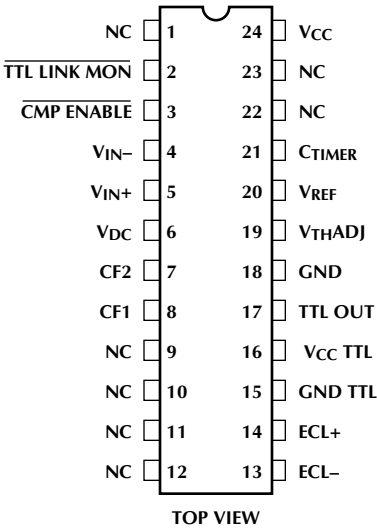 NC 1 24 VCC
TTL LINK MON 2 23 NC
CMP ENABLE 3 22 NC
VIN– 4 21 CTIMER
VIN+ 5 20 VREF
VDC 6 19 VTHADJ
CF2 7 18 GND
CF1 8 17 TTL OUT
NC 9 16 VCC TTL
NC 10 15 GND TTL
NC 11 14 ECL+
NC 12 13 ECL–
TOP VIEW